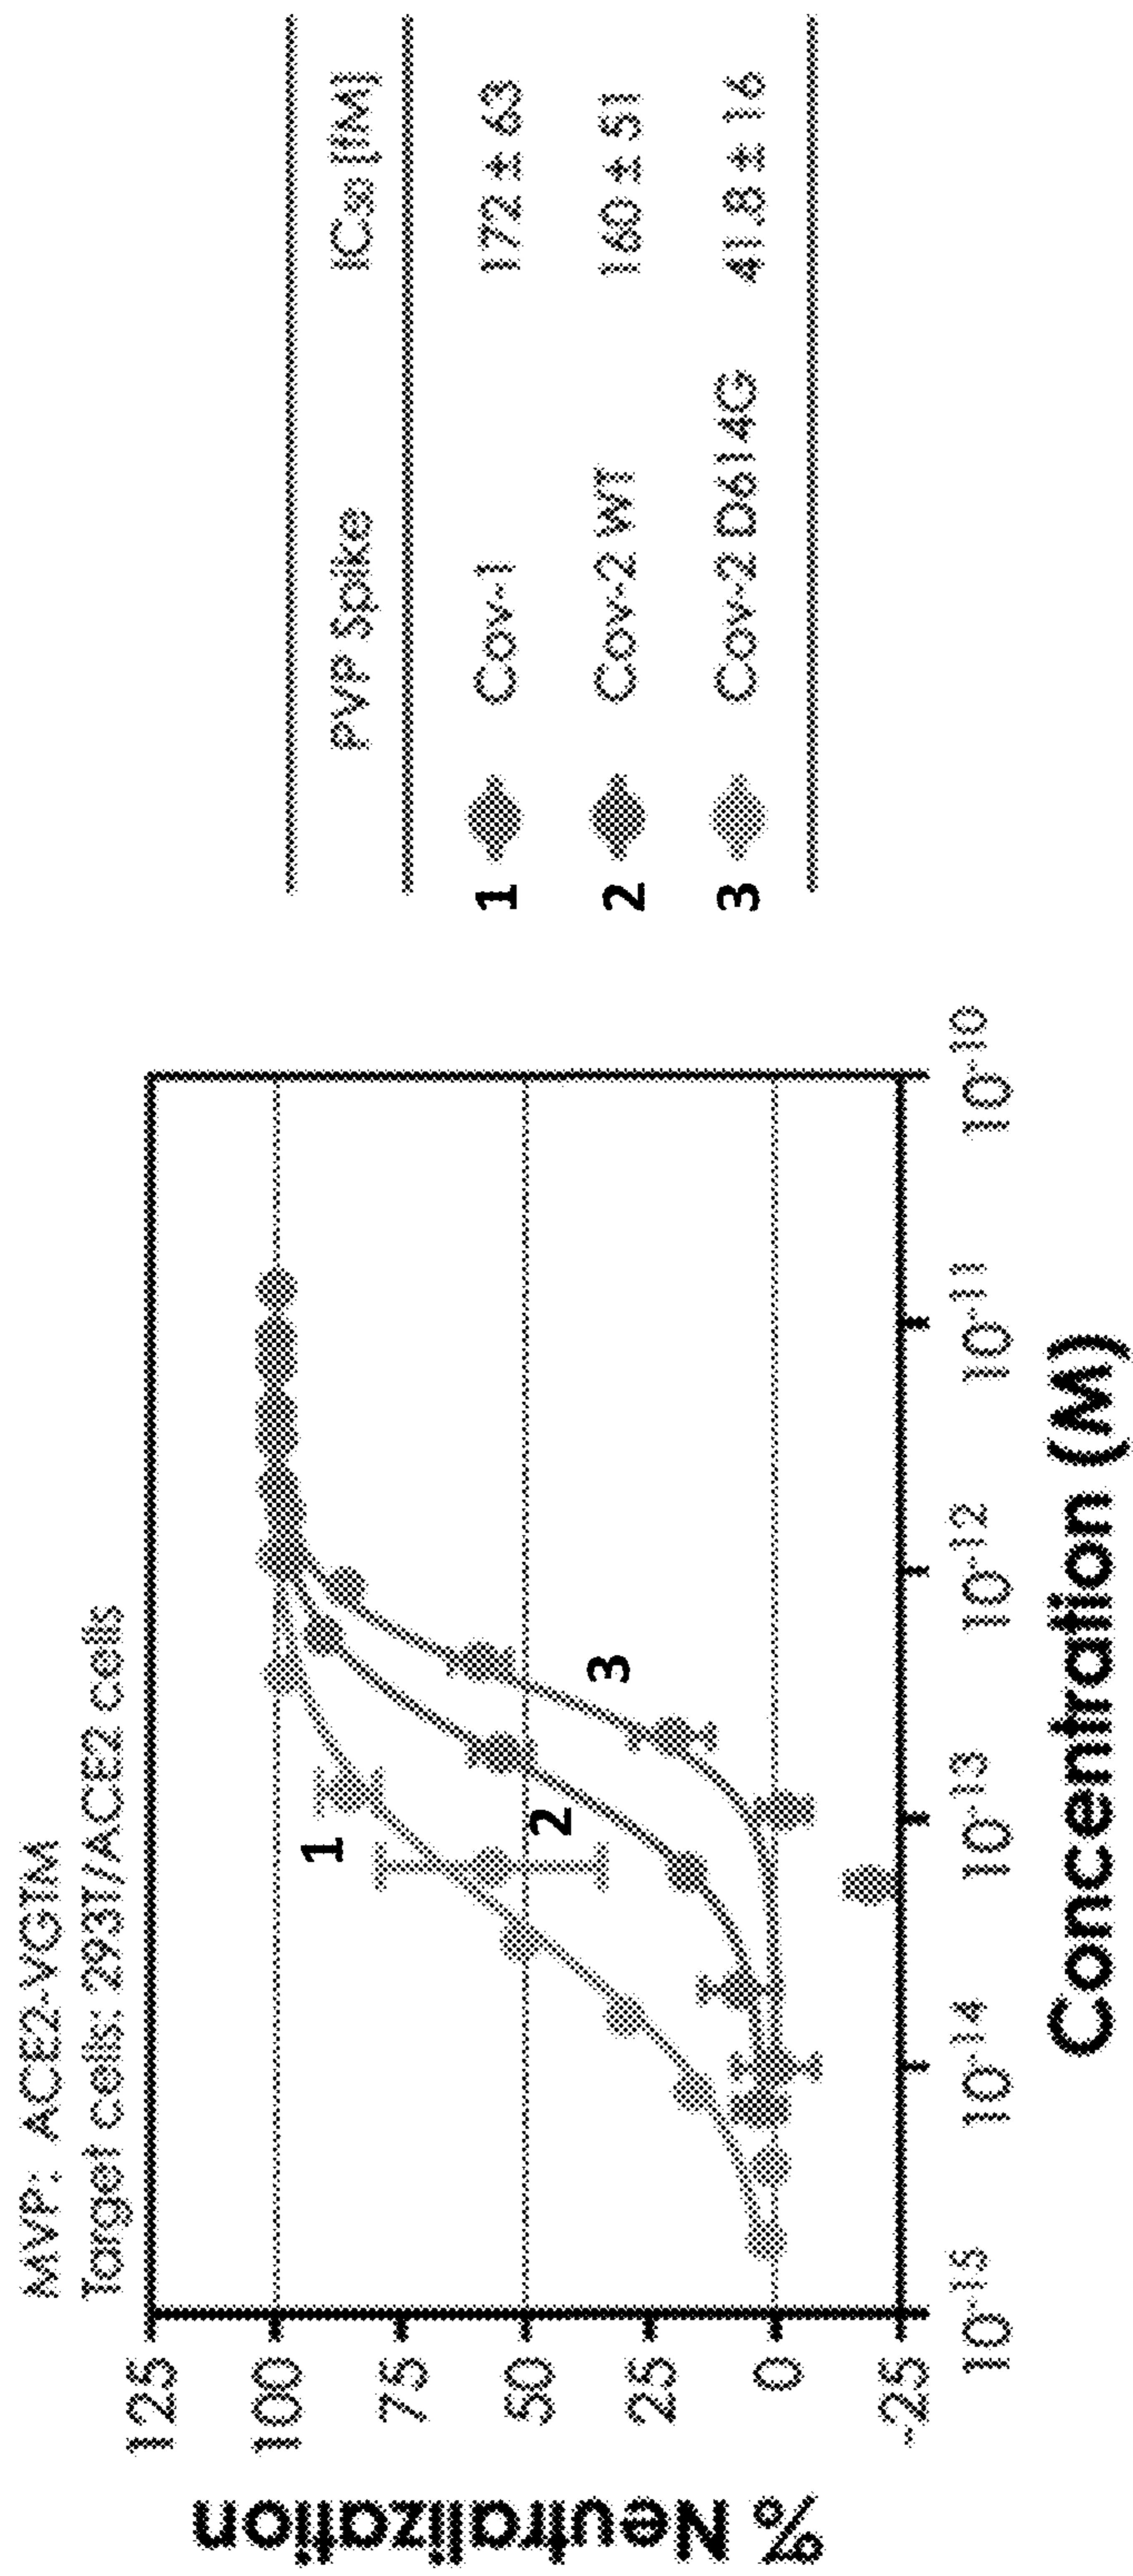 MVP: ACE2-VGTM
Target cells: 293T/ACE2 cells
% Neutralization
125
100
75
50
25
0
-25
1
2
3
10-15
10-14
10-13
10-12
10-11
10-10
Concentration (M)
PVP Spike IC50 [fM]
1 Cov-1 172 ± 63
2 Cov-2 WT 160 ± 51
3 Cov-2 D614G 41.8 ± 16